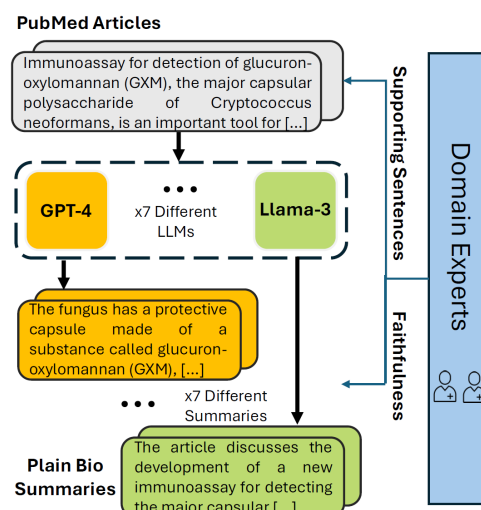 PubMed Articles
Immunoassay for detection of glucuron-
oxylomannan (GXM), the major capsular
polysaccharide of Cryptococcus
neoformans, is an important tool for [...]
GPT-4
x7 Different
LLMs
Llama-3
The fungus has a protective
capsule made of a
substance called glucuron-
oxylomannan (GXM), [...]
x7 Different
Summaries
Plain Bio
Summaries
The article discusses the
development of a new
immunoassay for detecting
the major capsular [...]
Supporting Sentences
Faithfulness
Domain Experts